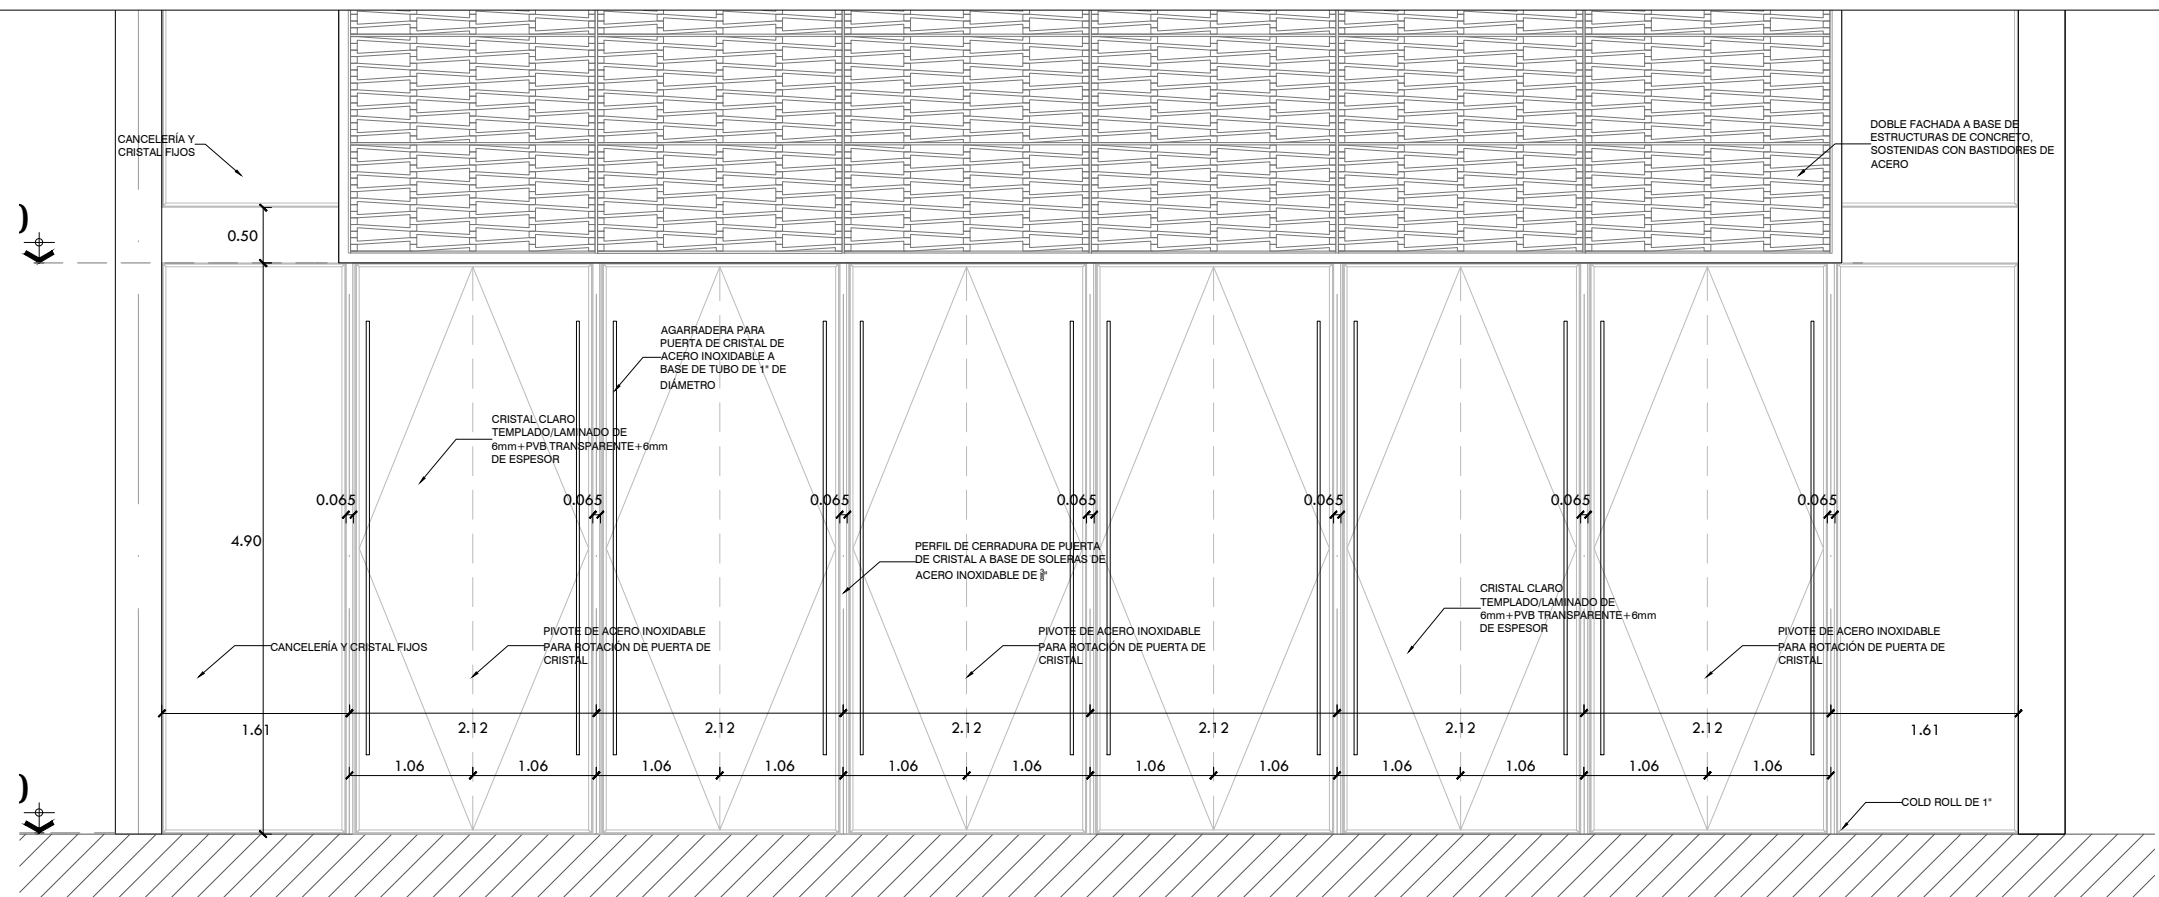 CANCELERÍA Y
CRISTAL FIJOS
DOBLE FACHADA A BASE DE
ESTRUCTURAS DE CONCRETO,
SOSTENIDAS CON BASTIDORES DE
ACERO
)
0.50
AGARRADERA PARA
PUERTA DE CRISTAL DE
ACERO INOXIDABLE A
BASE DE TUBO DE 1" DE
DIÁMETRO
CRISTAL CLARO
TEMPLADO/LAMINADO DE
6mm+PVB TRANSPARENTE+6mm
DE ESPESOR
0.065
0.065
0.065
0.065
0.065
0.065
0.065
4.90
PERFIL DE CERRADURA DE PUERTA
DE CRISTAL A BASE DE SOLERAS DE
ACERO INOXIDABLE DE
CRISTAL CLARO
TEMPLADO/LAMINADO DE
6mm+PVB TRANSPARENTE+6mm
DE ESPESOR
CANCELERÍA Y CRISTAL FIJOS
PIVOTE DE ACERO INOXIDABLE
PARA ROTACIÓN DE PUERTA DE
CRISTAL
PIVOTE DE ACERO INOXIDABLE
PARA ROTACIÓN DE PUERTA DE
CRISTAL
PIVOTE DE ACERO INOXIDABLE
PARA ROTACIÓN DE PUERTA DE
CRISTAL
1.61
2.12
2.12
2.12
2.12
2.12
2.12
1.61
1.06
1.06
1.06
1.06
1.06
1.06
1.06
1.06
1.06
1.06
1.06
1.06
)
COLD ROLL DE 1"